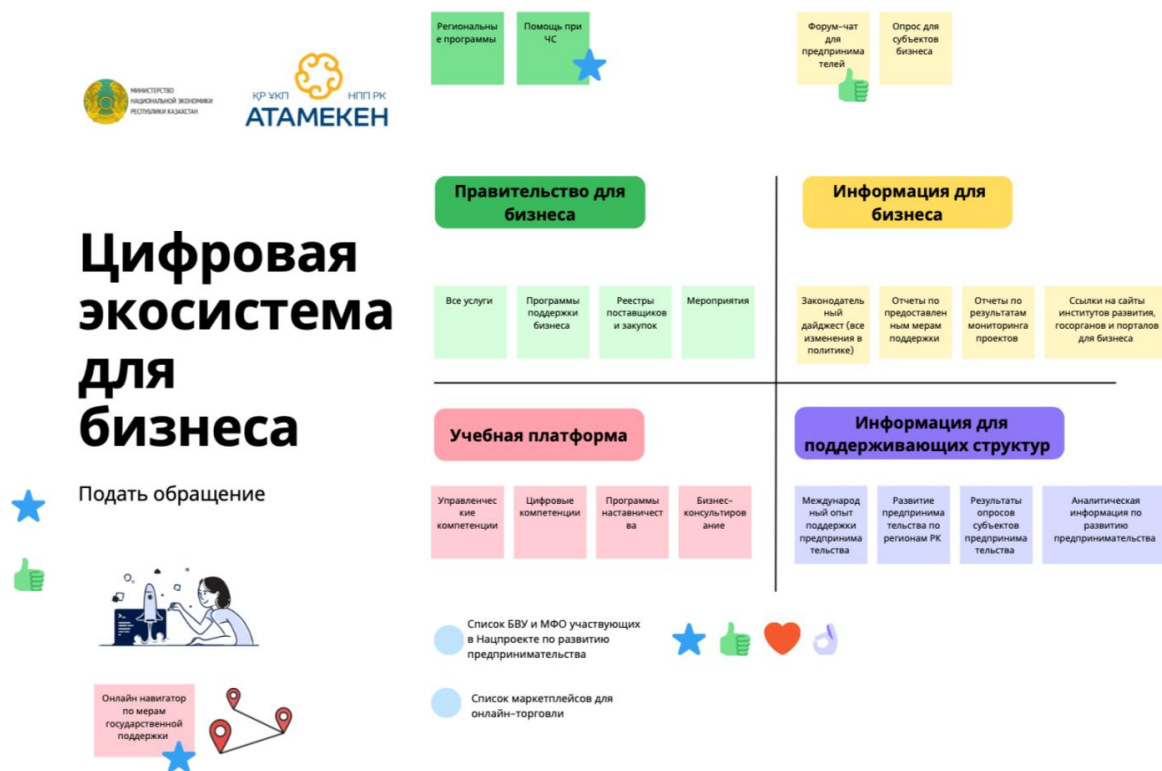 МИНИСТЕРСТВО
НАЦИОНАЛЬНОЙ ЭКОНОМИКИ
РЕСПУБЛИКИ КАЗАХСТАН
ҚР ҰКП
НПП РК
АТАМЕКЕН
Цифровая
экосистема
для
бизнеса
Подать обращение
Онлайн навигатор
по мерам
государственной
поддержки
Региональны
е программы
Помощь при
ЧС
Форум-чат
для
предпринима
телей
Опрос для
субъектов
бизнеса
Правительство для
бизнеса
Все услуги
Программы
поддержки
бизнеса
Реестры
поставщиков
и закупок
Мероприятия
Информация для
бизнеса
Законодатель
ный
дайджест (все
изменения в
политике)
Отчеты по
предоставлен
ным мерам
поддержки
Отчеты по
результатам
мониторинга
проектов
Ссылки на сайты
институтов развития,
госорганов и порталов
для бизнеса
Учебная платформа
Управленчес
кие
компетенции
Цифровые
компетенции
Программы
наставничест
ва
Бизнес-
консультиров
ание
Информация для
поддерживающих структур
Международ
ный опыт
поддержки
предпринима
тельства
Развитие
предпринима
тельства по
регионам РК
Результаты
опросов
субъектов
предпринима
тельства
Аналитическая
информация по
развитию
предпринимательства
Список БВУ и МФО участвующих
в Нацпроекте по развитию
предпринимательства
Список маркетплейсов для
онлайн-торговли